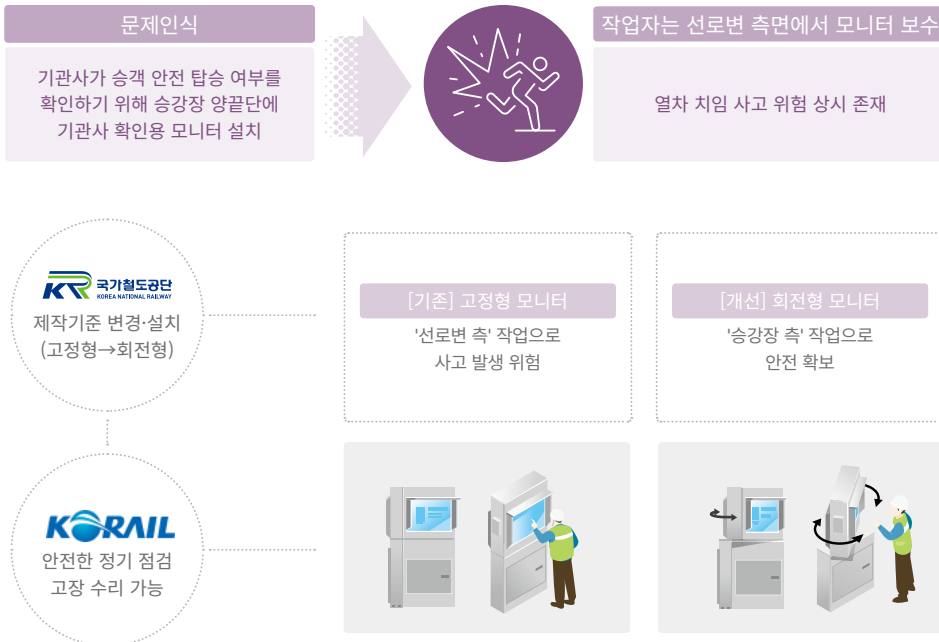 문제인식
기관사가 승객 안전 탑승 여부를
확인하기 위해 승강장 양끝단에
기관사 확인용 모니터 설치
작업자는 선로변 측면에서 모니터 보수
열차 치임 사고 위험 상시 존재
KR 국가철도공단
KOREA NATIONAL RAILWAY
제작기준 변경·설치
(고정형→회전형)
[기존] 고정형 모니터
'선로변 측' 작업으로
사고 발생 위험
[개선] 회전형 모니터
'승강장 측' 작업으로
안전 확보
KORAIL
안전한 정기 점검
고장 수리 가능